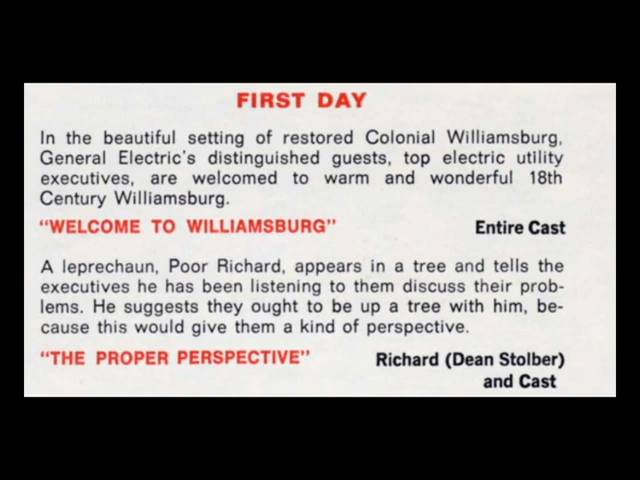 FIRST DAY
In the beautiful setting of restored Colonial Williamsburg,
General Electric's distinguished guests, top electric utility
executives, are welcomed to warm and wonderful 18th
Century Williamsburg.
"WELCOME TO WILLIAMSBURG" Entire Cast
A leprechaun, Poor Richard, appears in a tree and tells the
executives he has been listening to them discuss their prob-
lems. He suggests they ought to be up a tree with him, be-
cause this would give them a kind of perspective.
"THE PROPER PERSPECTIVE" Richard (Dean Stolber)
and Cast